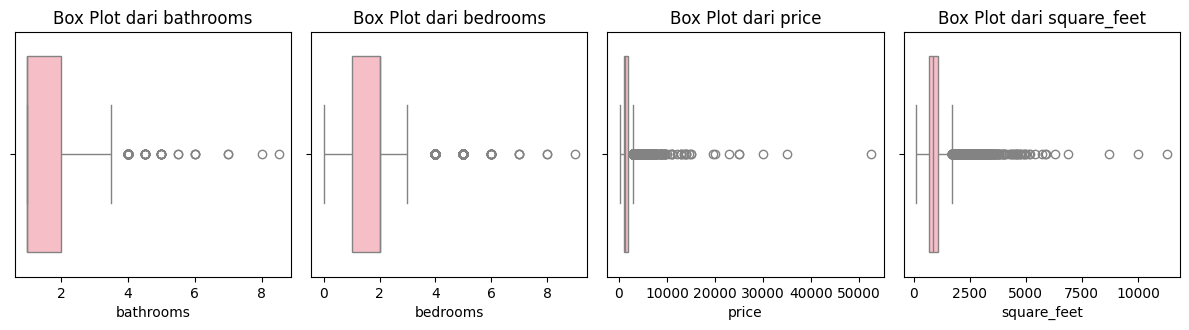 Box Plot dari bathrooms
2 4 6 8
bathrooms
Box Plot dari bedrooms
0 2 4 6 8
bedrooms
Box Plot dari price
0 10000 20000 30000 40000 50000
price
Box Plot dari square_feet
0 2500 5000 7500 10000
square_feet